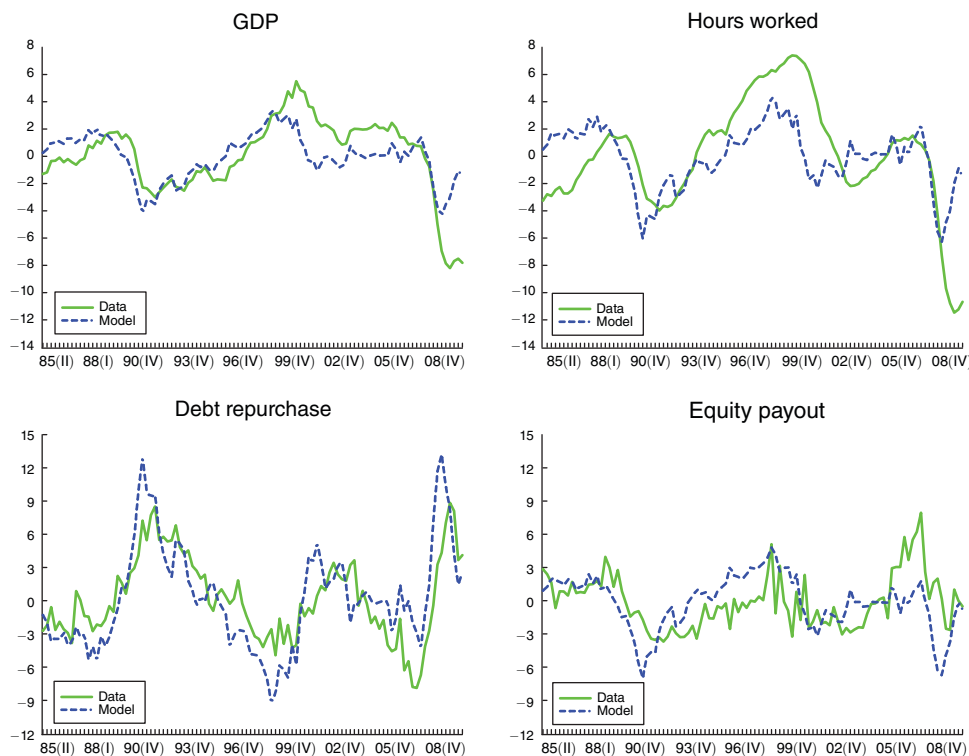 GDP
8
6
4
2
0
−2
−4
−6
−8
−10
−12
−14
Data
Model
85(II) 88(I) 90(IV) 93(IV) 96(IV) 99(IV) 02(IV) 05(IV) 08(IV)
Hours worked
8
6
4
2
0
−2
−4
−6
−8
−10
−12
−14
Data
Model
85(II) 88(I) 90(IV) 93(IV) 96(IV) 99(IV) 02(IV) 05(IV) 08(IV)
Debt repurchase
15
12
9
6
3
0
−3
−6
−9
−12
Data
Model
85(II) 88(I) 90(IV) 93(IV) 96(IV) 99(IV) 02(IV) 05(IV) 08(IV)
Equity payout
15
12
9
6
3
0
−3
−6
−9
−12
Data
Model
85(II) 88(I) 90(IV) 93(IV) 96(IV) 99(IV) 02(IV) 05(IV) 08(IV)